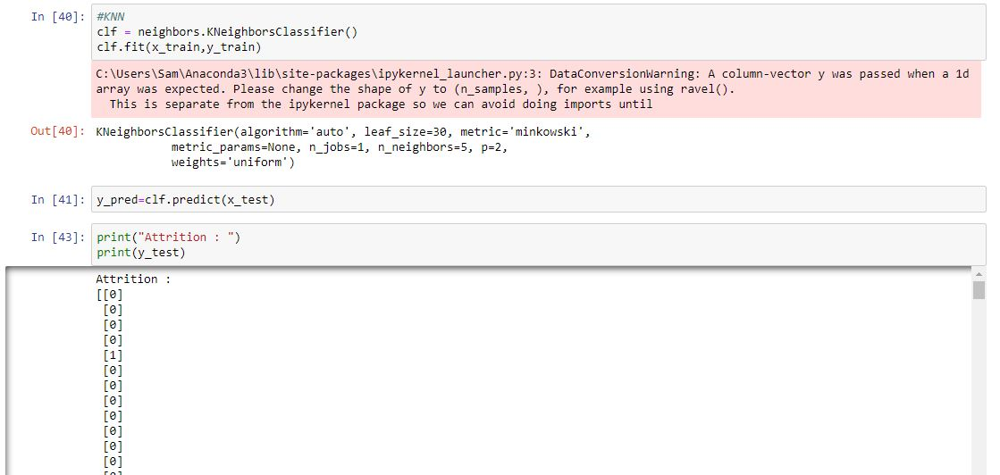 In [40]: #KNN
clf = neighbors.KNeighborsClassifier()
clf.fit(x_train,y_train)
C:\Users\Sam\Anaconda3\lib\site-packages\ipykernel_launcher.py:3: DataConversionWarning: A column-vector y was passed when a 1d
array was expected. Please change the shape of y to (n_samples, ), for example using ravel().
  This is separate from the ipykernel package so we can avoid doing imports until
Out[40]: KNeighborsClassifier(algorithm='auto', leaf_size=30, metric='minkowski',
           metric_params=None, n_jobs=1, n_neighbors=5, p=2,
           weights='uniform')
In [41]: y_pred=clf.predict(x_test)
In [43]: print("Attrition : ")
print(y_test)
Attrition :
[[0]
 [0]
 [0]
 [0]
 [1]
 [0]
 [0]
 [0]
 [0]
 [0]
 [0]
 [0]